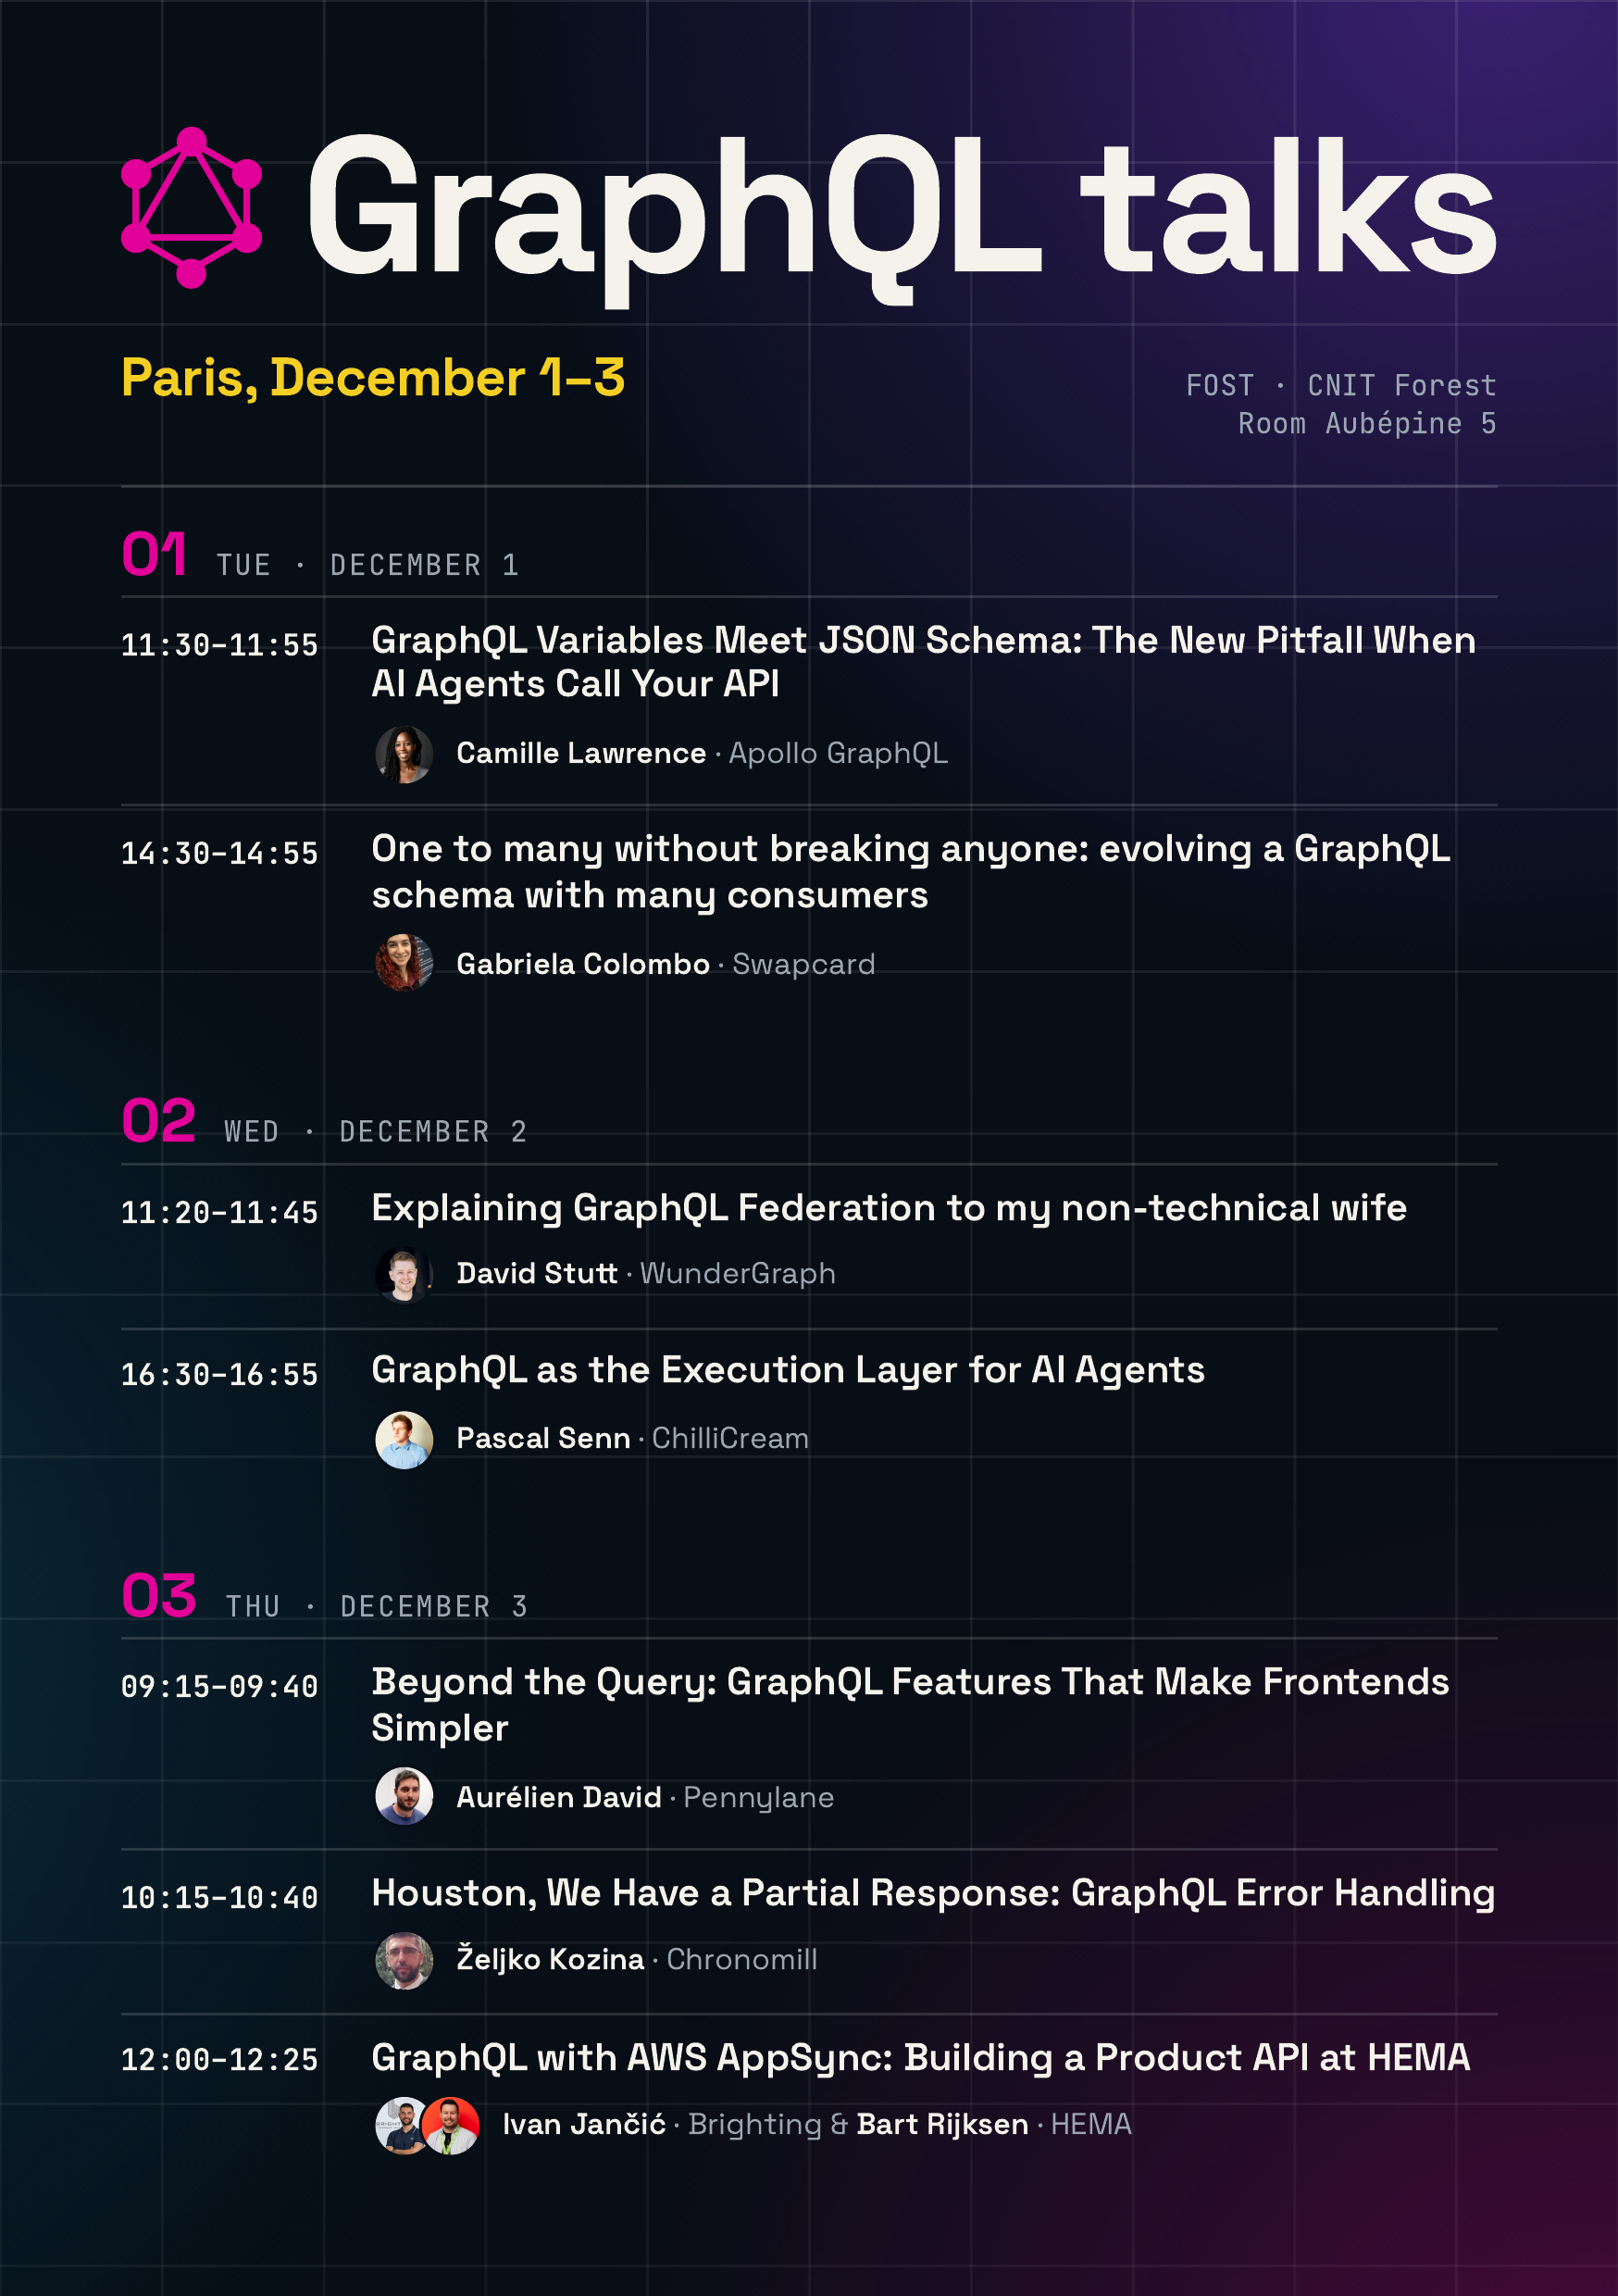 GraphQL talks
Paris, December 1–3
FOST · CNIT Forest
Room Aubépine 5
01 TUE · DECEMBER 1
11:30–11:55
GraphQL Variables Meet JSON Schema: The New Pitfall When
AI Agents Call Your API
Camille Lawrence · Apollo GraphQL
14:30–14:55
One to many without breaking anyone: evolving a GraphQL
schema with many consumers
Gabriela Colombo · Swapcard
02 WED · DECEMBER 2
11:20–11:45
Explaining GraphQL Federation to my non-technical wife
David Stutt · WunderGraph
16:30–16:55
GraphQL as the Execution Layer for AI Agents
Pascal Senn · ChilliCream
03 THU · DECEMBER 3
09:15–09:40
Beyond the Query: GraphQL Features That Make Frontends
Simpler
Aurélien David · Pennylane
10:15–10:40
Houston, We Have a Partial Response: GraphQL Error Handling
Željko Kozina · Chronomill
12:00–12:25
GraphQL with AWS AppSync: Building a Product API at HEMA
Ivan Jančić · Brighting & Bart Rijksen · HEMA